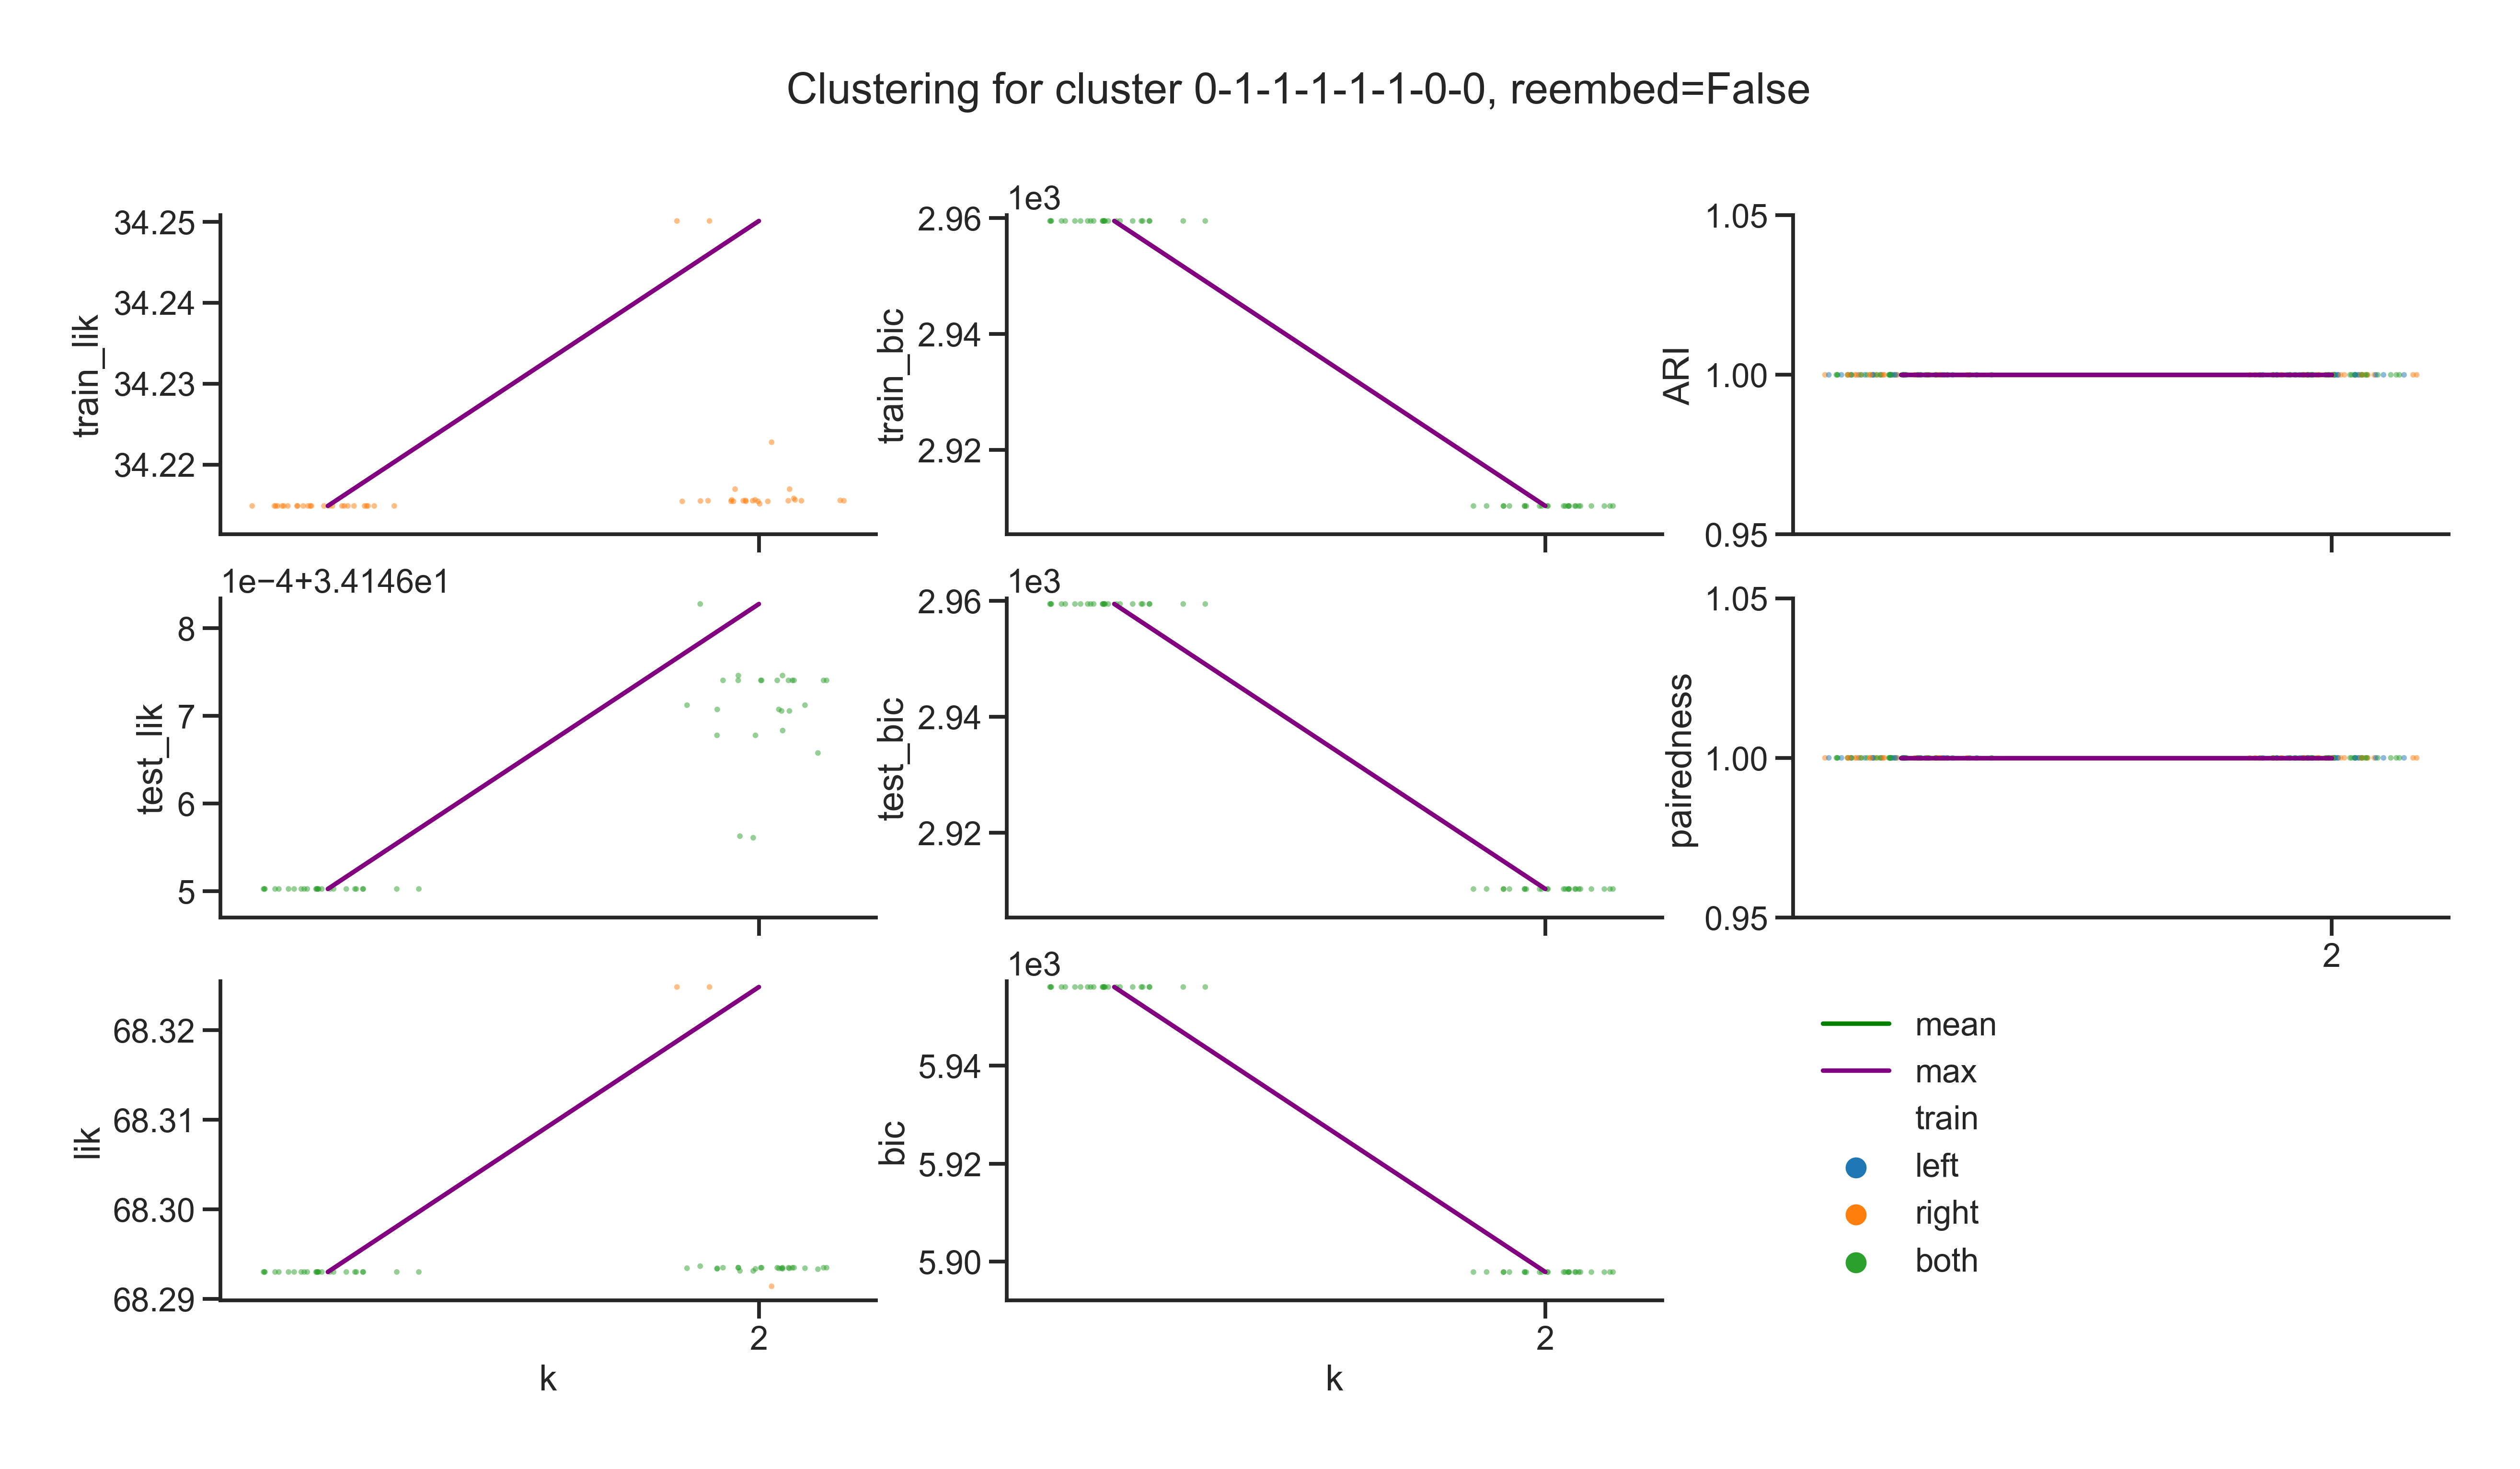 Clustering for cluster 0-1-1-1-1-1-0-0, reembed=False
34.25
34.24
34.23
34.22
train_lik
1e3
2.96
2.94
2.92
train_bic
1.05
1.00
0.95
ARI
1e−4+3.4146e1
8
7
6
5
test_lik
1e3
2.96
2.94
2.92
test_bic
1.05
1.00
0.95
pairedness
2
68.32
68.31
68.30
68.29
lik
2
k
1e3
5.94
5.92
5.90
bic
2
k
mean
max
train
left
right
both